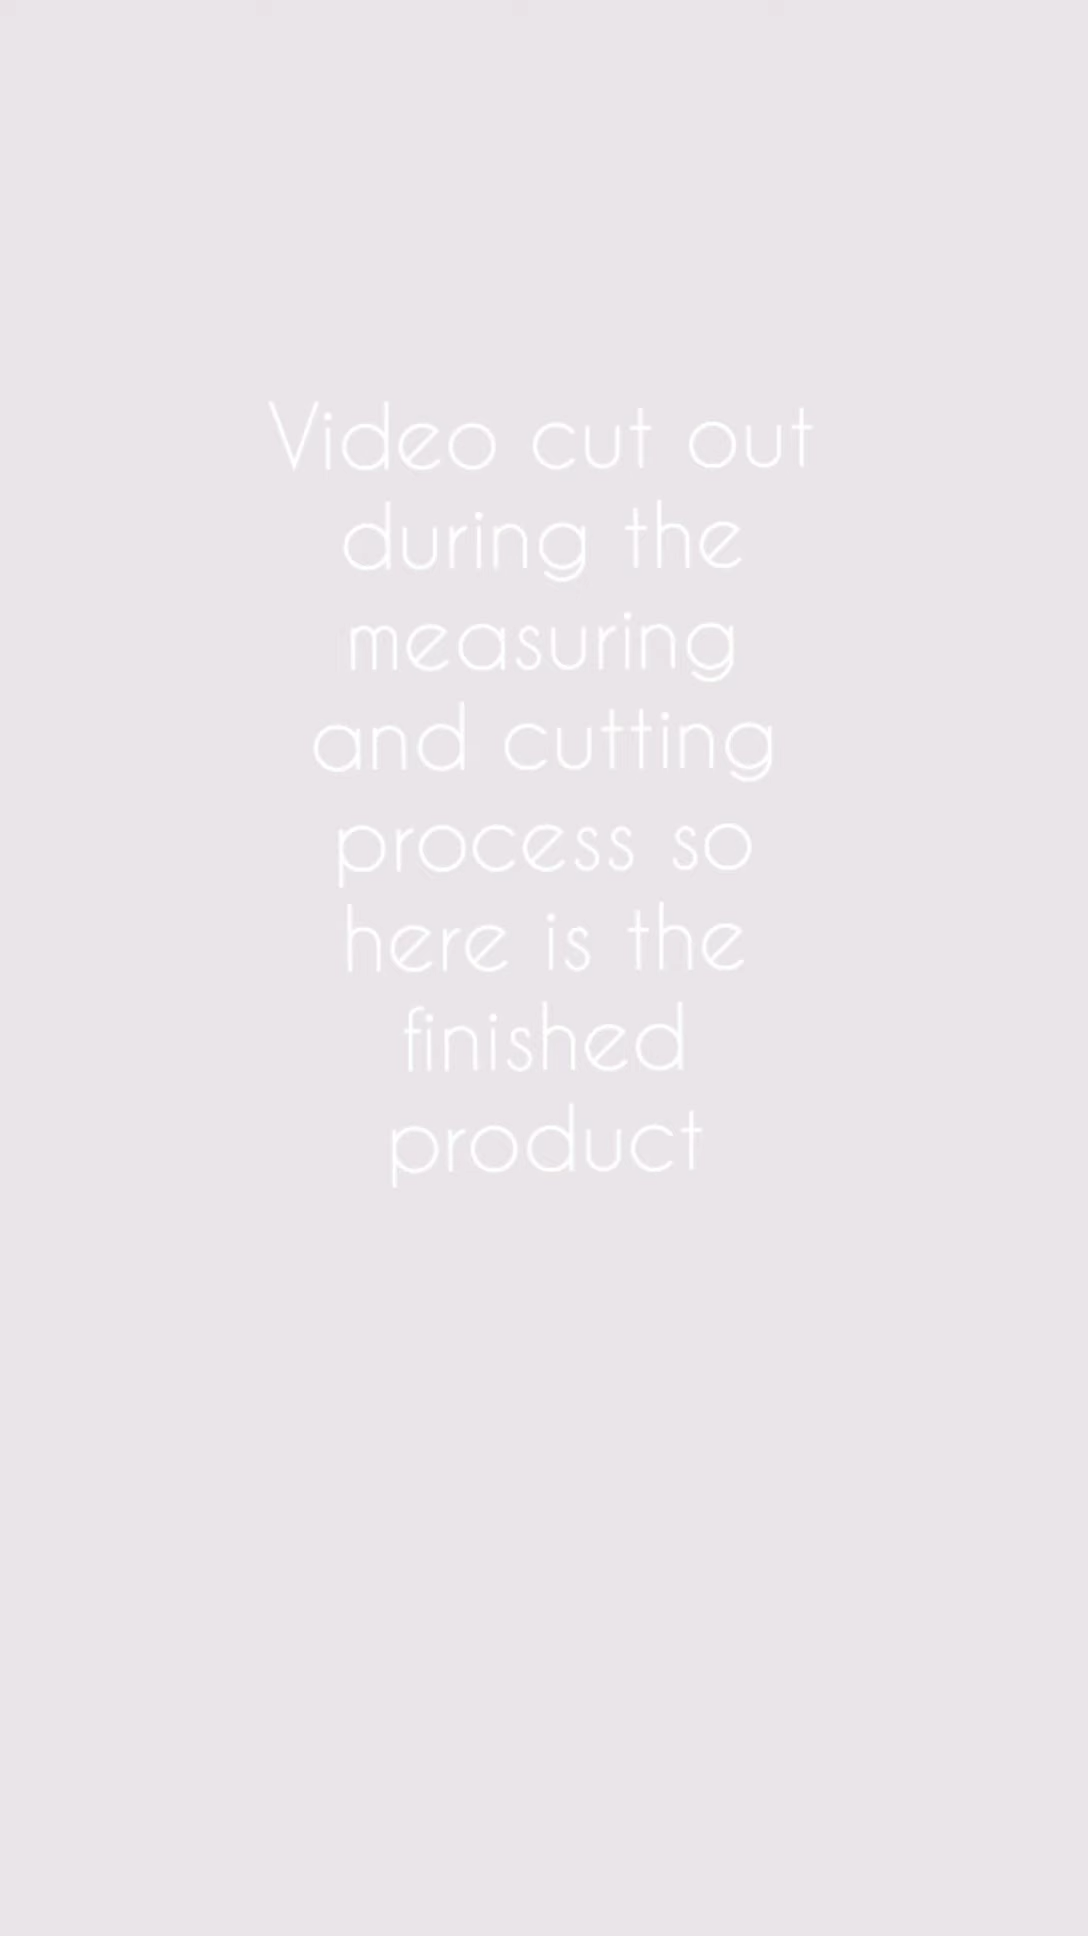 Video cut out
during the
measuring
and cutting
process so
here is the
finished
product